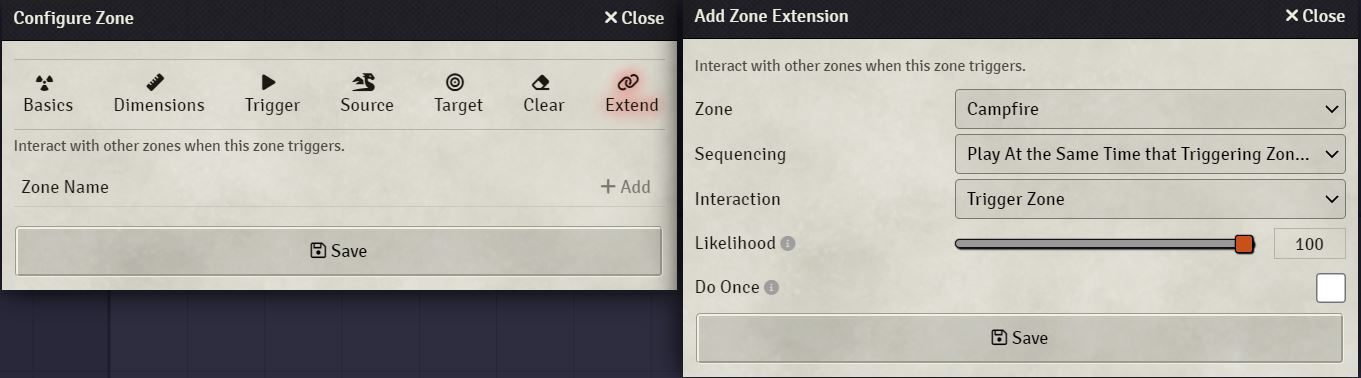 Configure Zone
Close
Basics
Dimensions
Trigger
Source
Target
Clear
Extend
Interact with other zones when this zone triggers.
Zone Name
+ Add
Save
Add Zone Extension
Close
Interact with other zones when this zone triggers.
Zone
Campfire
Sequencing
Play At the Same Time that Triggering Zon...
Interaction
Trigger Zone
Likelihood
100
Do Once
Save